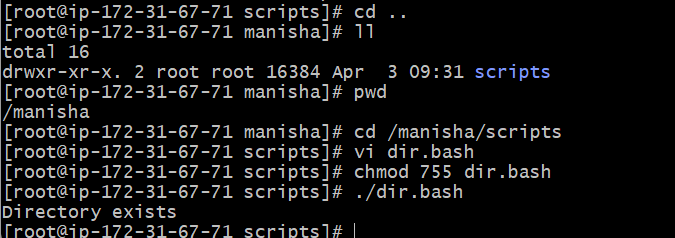 [root@ip-172-31-67-71 scripts]# cd ..
[root@ip-172-31-67-71 manisha]# ll
total 16
drwxr-xr-x. 2 root root 16384 Apr  3 09:31 scripts
[root@ip-172-31-67-71 manisha]# pwd
/manisha
[root@ip-172-31-67-71 manisha]# cd /manisha/scripts
[root@ip-172-31-67-71 scripts]# vi dir.bash
[root@ip-172-31-67-71 scripts]# chmod 755 dir.bash
[root@ip-172-31-67-71 scripts]# ./dir.bash
Directory exists
[root@ip-172-31-67-71 scripts]#